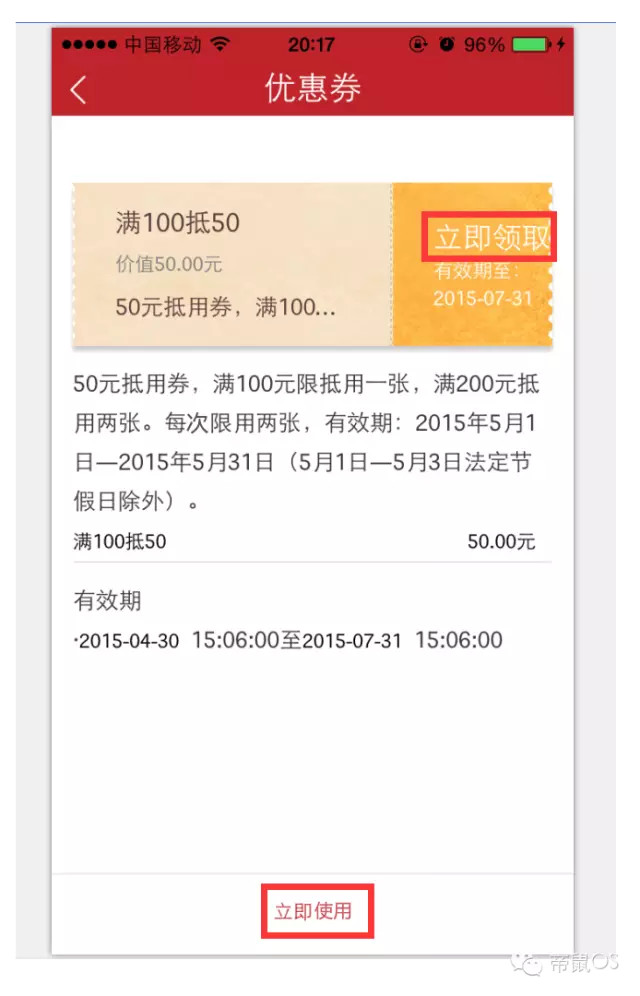 中国移动 20:17 96%
优惠券
满100抵50
价值50.00元
50元抵用券，满100...
立即领取
有效期至：
2015-07-31
50元抵用券，满100元限抵用一张，满200元抵
用两张。每次限用两张，有效期：2015年5月1
日—2015年5月31日（5月1日—5月3日法定节
假日除外）。
满100抵50 50.00元
有效期
·2015-04-30 15:06:00至2015-07-31 15:06:00
立即使用
帝鼠OS